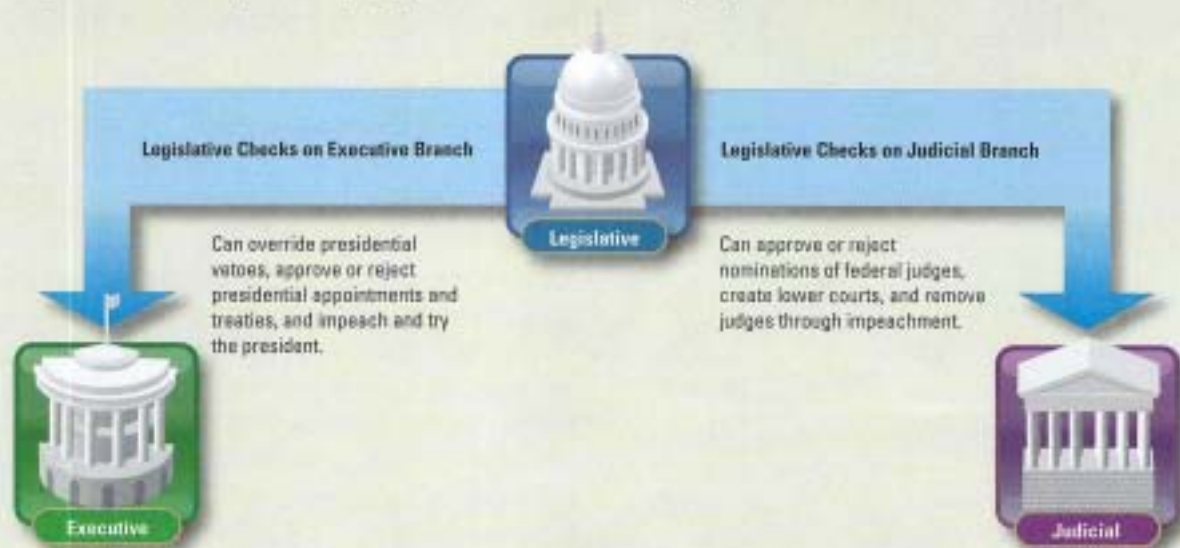 Legislative Checks on Executive Branch
Legislative Checks on Judicial Branch
Legislative
Can override presidential
vetoes, approve or reject
presidential appointments and
treaties, and impeach and try
the president.
Can approve or reject
nominations of federal judges,
create lower courts, and remove
judges through impeachment.
Executive
Judicial